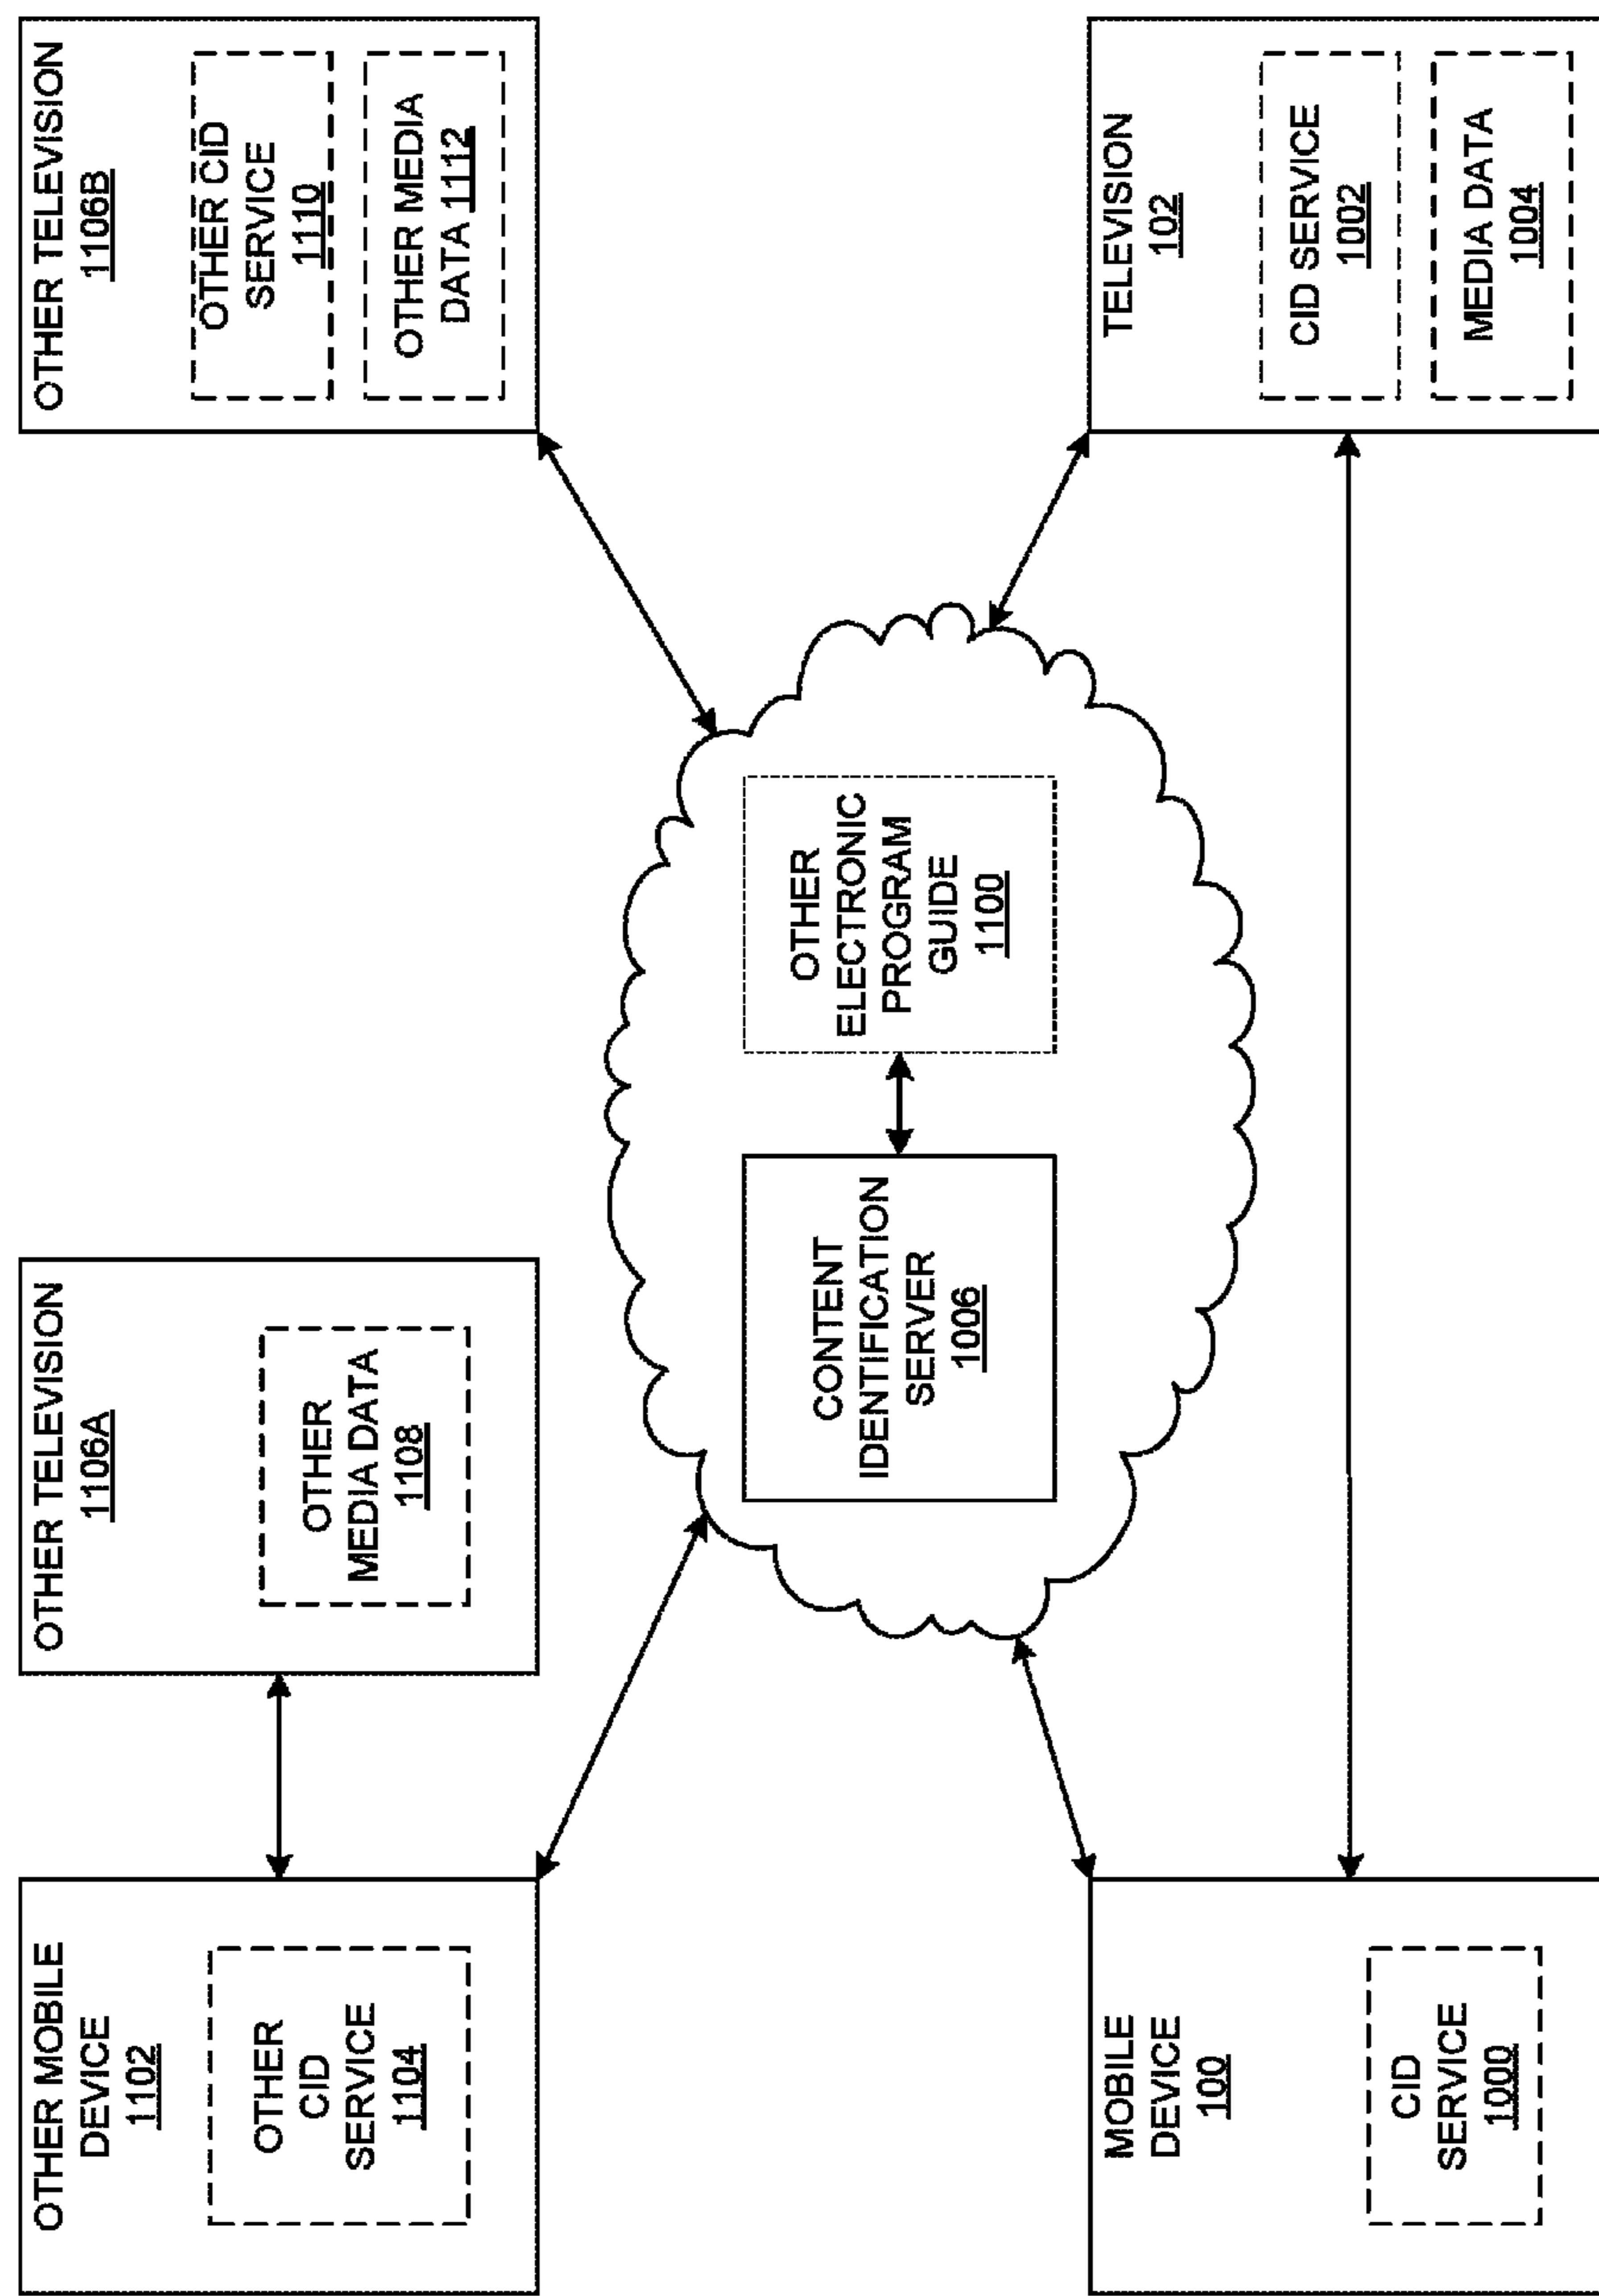 OTHER MOBILE
DEVICE
1102
OTHER
CID
SERVICE
1104
OTHER TELEVISION
1106A
OTHER
MEDIA DATA
1108
OTHER TELEVISION
1106B
OTHER CID
SERVICE
1110
OTHER MEDIA
DATA 1112
CONTENT
IDENTIFICATION
SERVER
1006
OTHER
ELECTRONIC
PROGRAM
GUIDE
1100
MOBILE
DEVICE
100
CID
SERVICE
1000
TELEVISION
102
CID SERVICE
1002
MEDIA DATA
1004